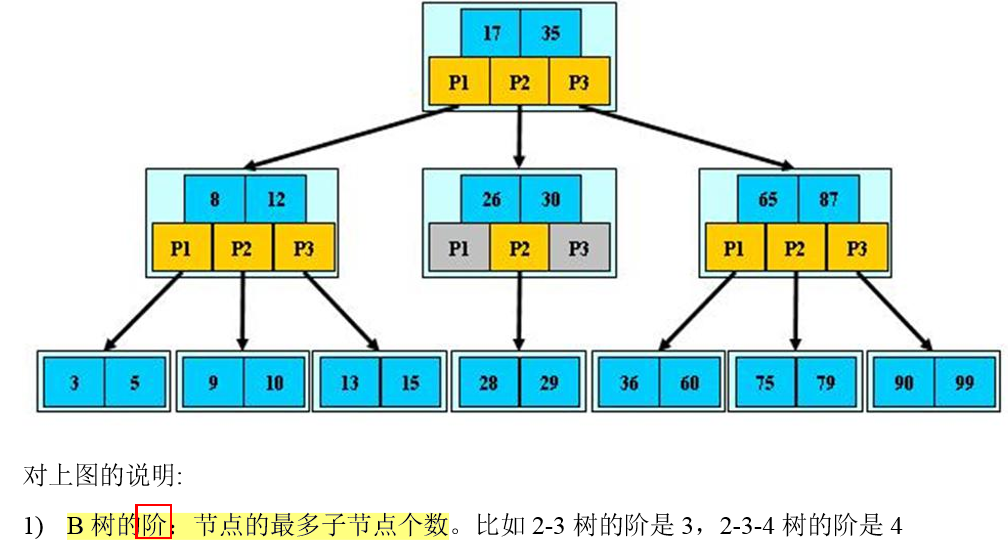 17 35
P1 P2 P3
8 12 26 30 65 87
P1 P2 P3 P1 P2 P3 P1 P2 P3
3 5 9 10 13 15 28 29 36 60 75 79 90 99
对上图的说明:
1) B 树的阶：节点的最多子节点个数。比如 2-3 树的阶是 3，2-3-4 树的阶是 4